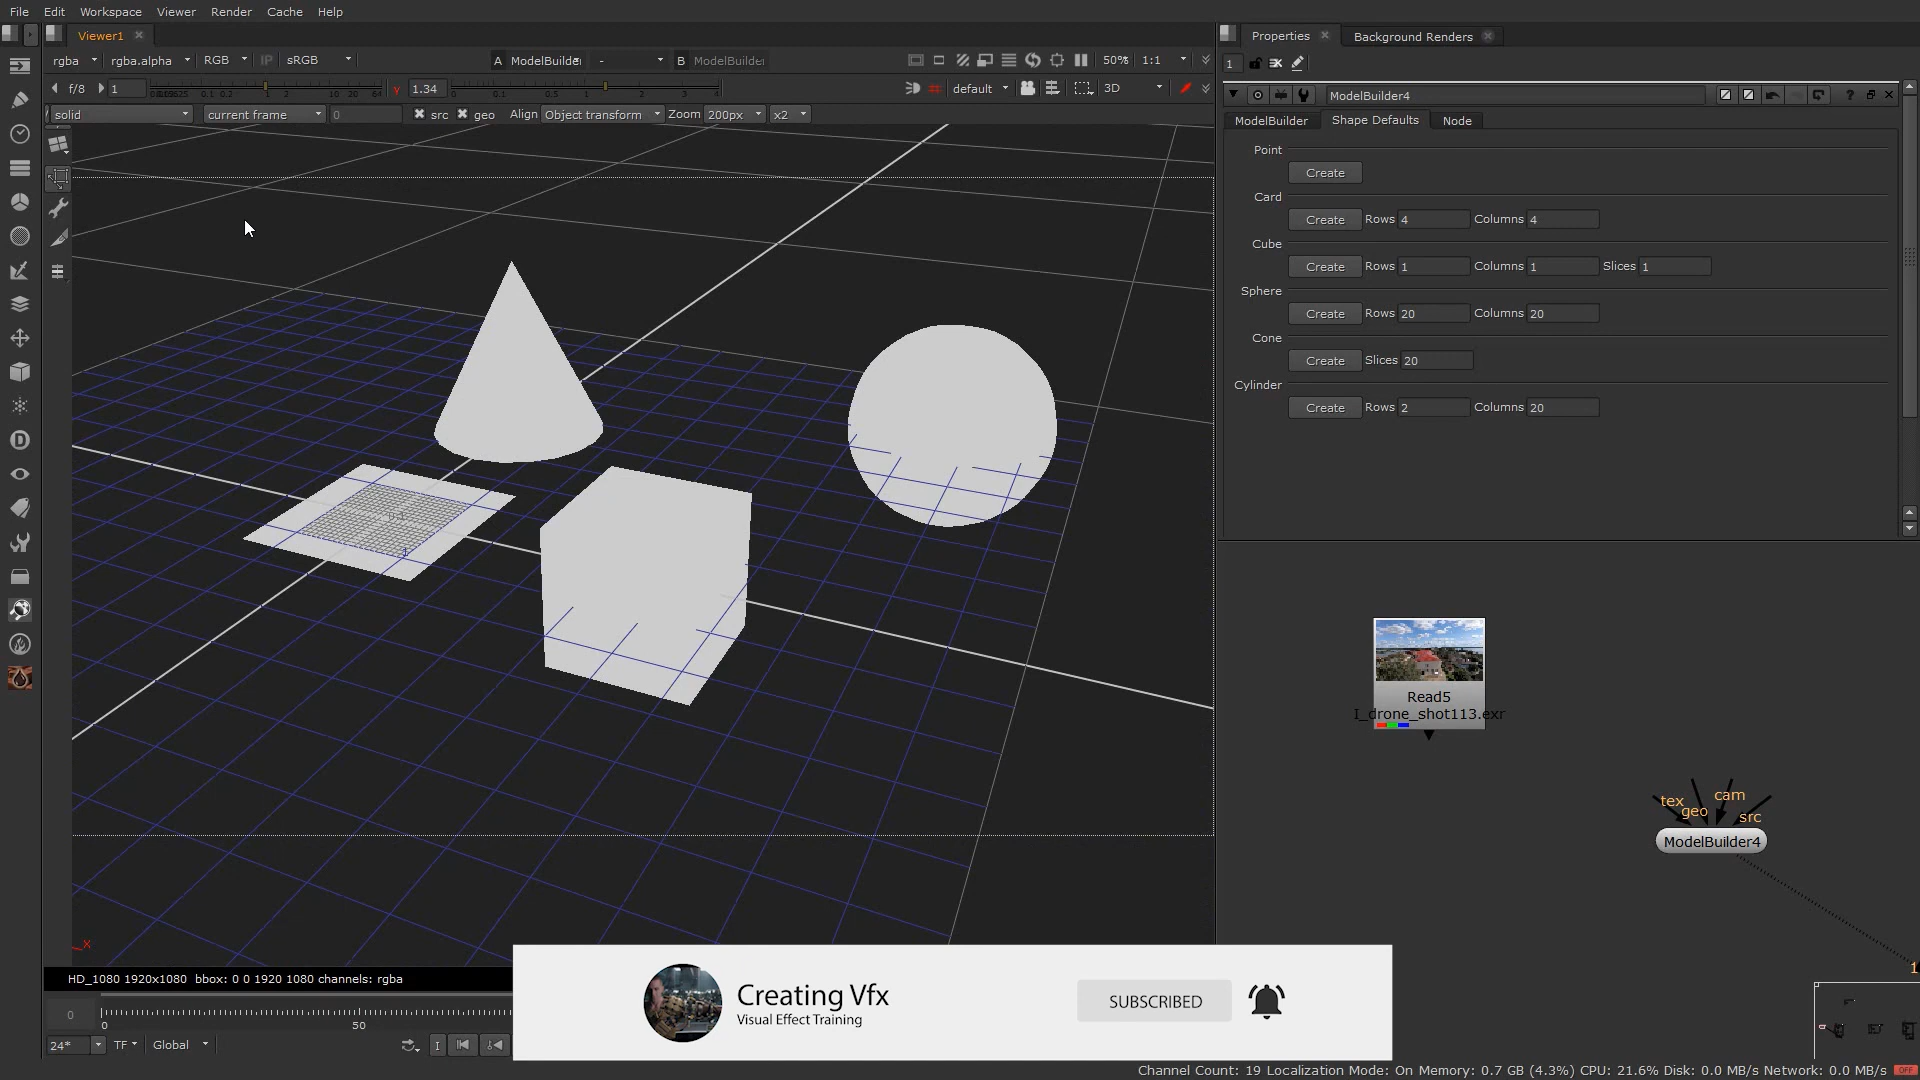 File Edit Workspace Viewer Render Cache Help
Viewer1
rgba rgba.alpha RGB IP sRGB A ModelBuilder - B ModelBuilder 50% 1:1
f/8 1 y 1.34 default 3D
solid current frame 0 src geo Align Object transform Zoom 200px x2
Properties Background Renders
1
ModelBuilder4
ModelBuilder Shape Defaults Node
Point
Create
Card
Create Rows 4 Columns 4
Cube
Create Rows 1 Columns 1 Slices 1
Sphere
Create Rows 20 Columns 20
Cone
Create Slices 20
Cylinder
Create Rows 2 Columns 20
Read5
I_drone_shot113.exr
tex geo cam src
ModelBuilder4
1
X
HD_1080 1920x1080 bbox: 0 0 1920 1080 channels: rgba
0 0 50
24* TF Global I
Creating Vfx
Visual Effect Training
SUBSCRIBED
Channel Count: 19 Localization Mode: On Memory: 0.7 GB (4.3%) CPU: 21.6% Disk: 0.0 MB/s Network: 0.0 MB/s OFF